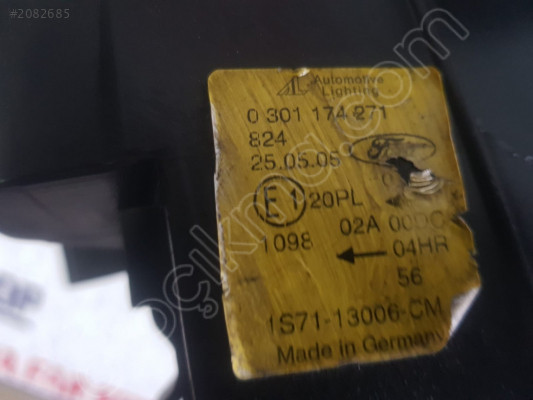 #2082685
Automotive
Lighting
0 301 174 271
824
25.05.05
E1 20PL
02A 00DC
1098
04HR
56
1S71-13006-CM
Made in Germany